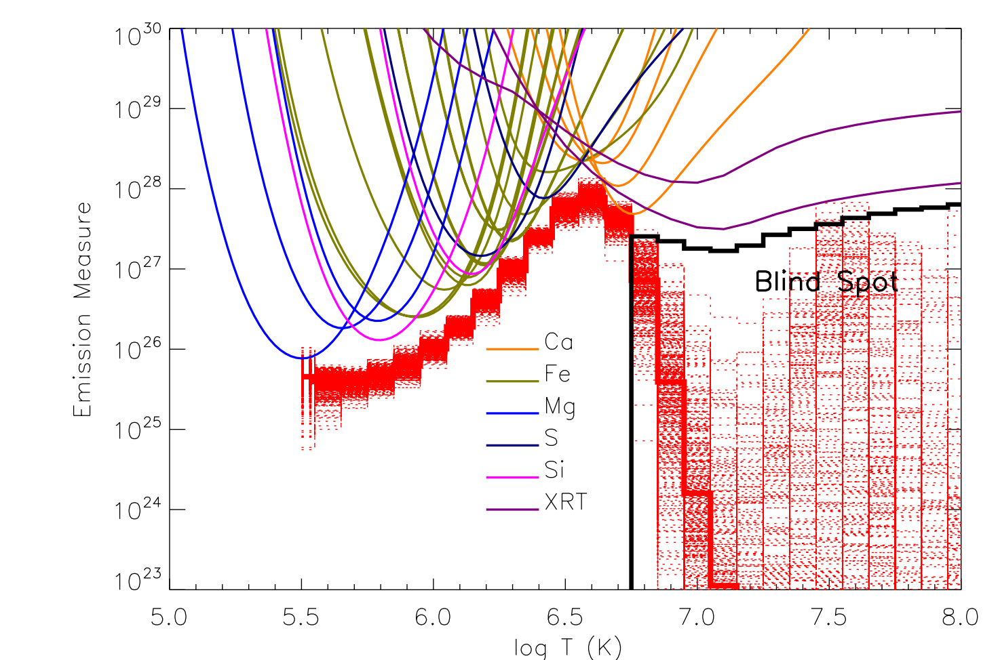 10^30
10^29
10^28
10^27
10^26
10^25
10^24
10^23
Emission Measure
Blind Spot
Ca
Fe
Mg
S
Si
XRT
5.0 5.5 6.0 6.5 7.0 7.5 8.0
log T (K)